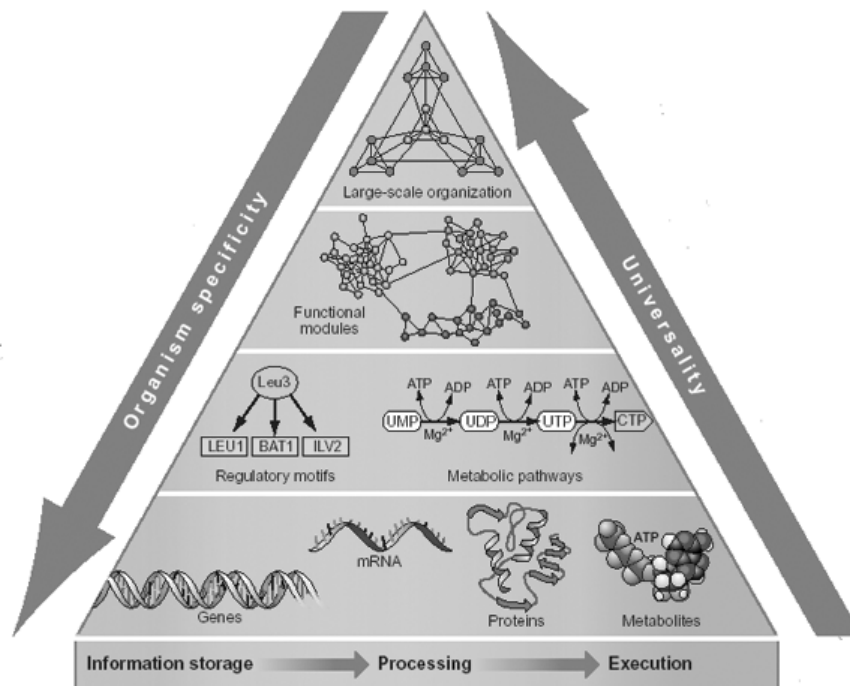 Large-scale organization
Organism specificity
Universality
Functional
modules
Leu3
LEU1 BAT1 ILV2
Regulatory motifs
ATP ADP ATP ADP ATP ADP
UMP UDP UTP CTP
Mg2+ Mg2+ Mg2+
Metabolic pathways
mRNA
ATP
Genes
Proteins
Metabolites
Information storage Processing Execution